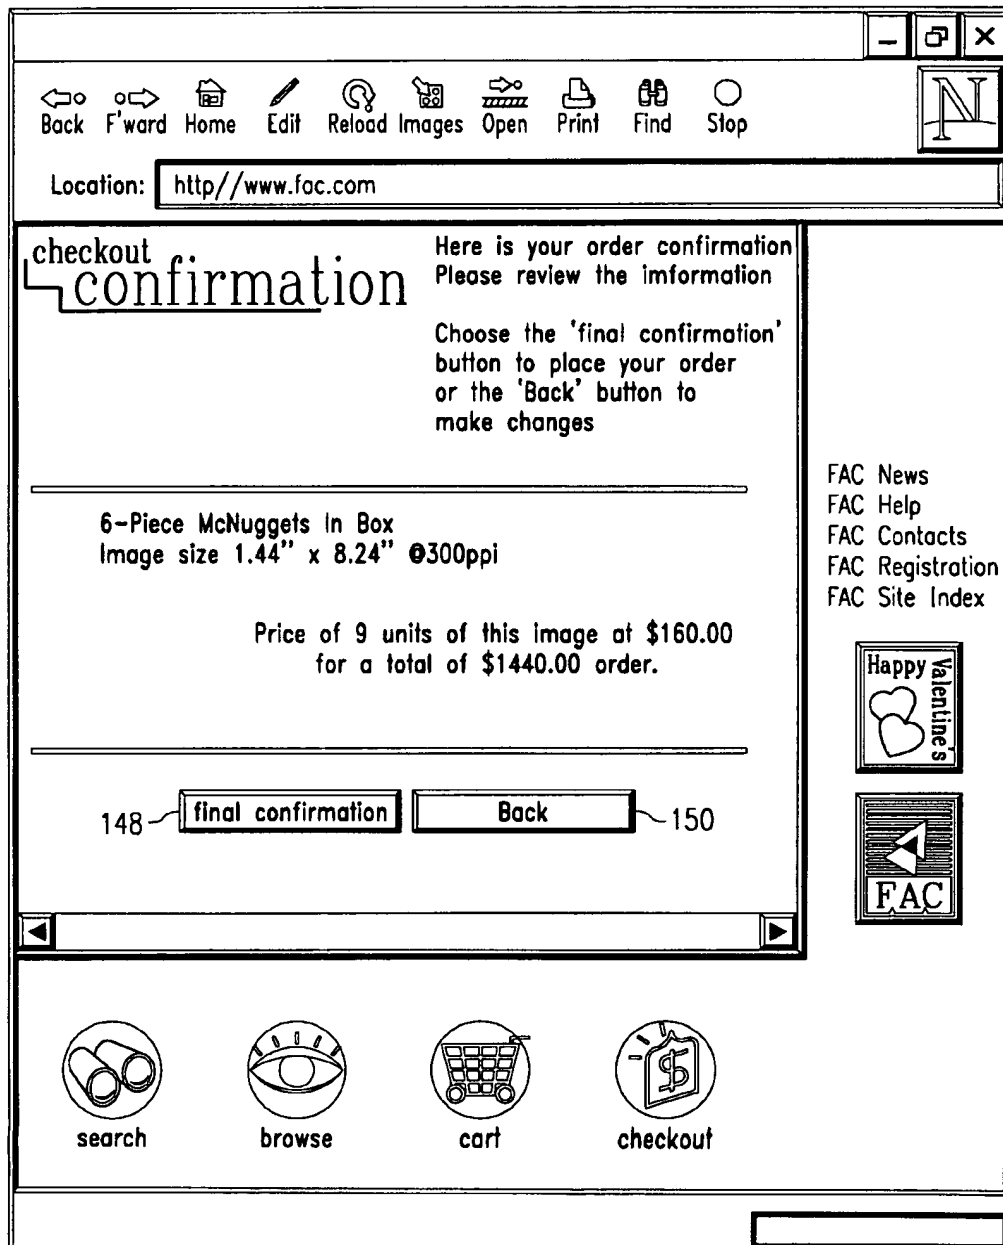 Back F'ward Home Edit Reload Images Open Print Find Stop
N
Location: http//www.fac.com
checkout
confirmation
Here is your order confirmation
Please review the imformation
Choose the 'final confirmation'
button to place your order
or the 'Back' button to
make changes
6-Piece McNuggets In Box
Image size 1.44" x 8.24" @300ppi
Price of 9 units of this image at $160.00
for a total of $1440.00 order.
148 final confirmation Back 150
FAC News
FAC Help
FAC Contacts
FAC Registration
FAC Site Index
Happy
Valentine's
FAC
$
search browse cart checkout